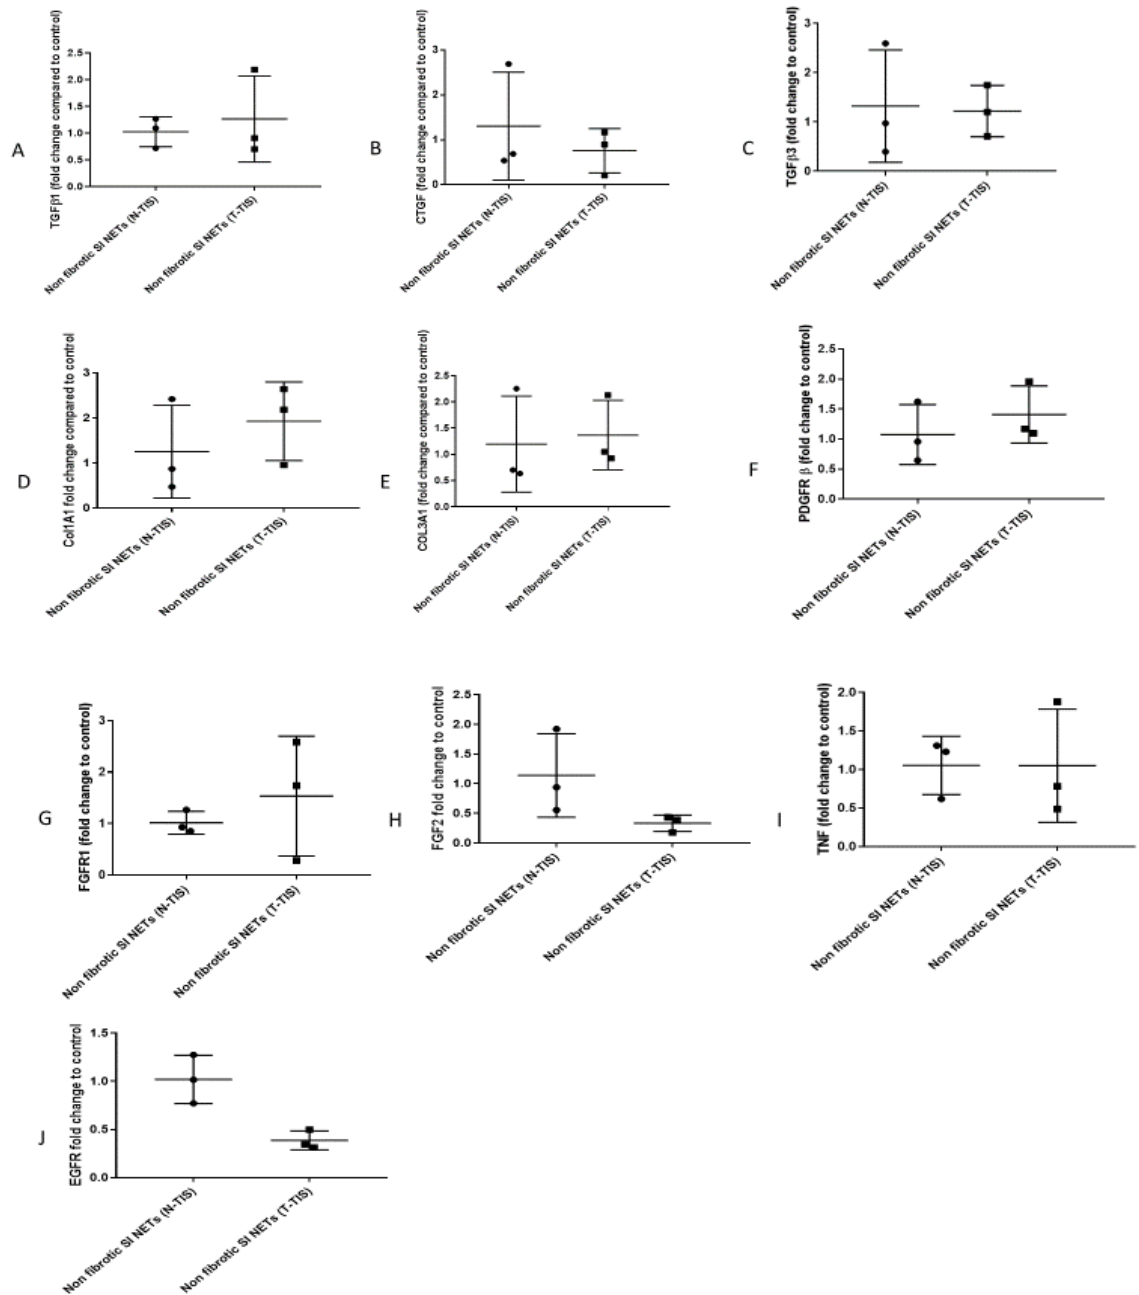 A
TGFβ1 (fold change compared to control)
2.5
2.0
1.5
1.0
0.5
0.0
Non fibrotic SI NETs (N-TIS)
Non fibrotic SI NETs (T-TIS)
B
CTGF (fold change compared to control)
3
2
1
0
Non fibrotic SI NETs (N-TIS)
Non fibrotic SI NETs (T-TIS)
C
TGFβ3 (fold change to control)
3
2
1
0
Non fibrotic SI NETs (N-TIS)
Non fibrotic SI NETs (T-TIS)
D
Col1A1 fold change compared to control
3
2
1
0
Non fibrotic SI NETs (N-TIS)
Non fibrotic SI NETs (T-TIS)
E
COL3A1 (fold change compared to control)
2.5
2.0
1.5
1.0
0.5
0.0
Non fibrotic SI NETs (N-TIS)
Non fibrotic SI NETs (T-TIS)
F
PDGFR β (fold change to control)
2.5
2.0
1.5
1.0
0.5
0.0
Non fibrotic SI NETs (N-TIS)
Non fibrotic SI NETs (T-TIS)
G
FGFR1 (fold change to control)
3
2
1
0
Non fibrotic SI NETs (N-TIS)
Non fibrotic SI NETs (T-TIS)
H
FGF2 fold change to control
2.5
2.0
1.5
1.0
0.5
0.0
Non fibrotic SI NETs (N-TIS)
Non fibrotic SI NETs (T-TIS)
I
TNF (fold change to control)
2.0
1.5
1.0
0.5
0.0
Non fibrotic SI NETs (N-TIS)
Non fibrotic SI NETs (T-TIS)
J
EGFR fold change to control
1.5
1.0
0.5
0.0
Non fibrotic SI NETs (N-TIS)
Non fibrotic SI NETs (T-TIS)